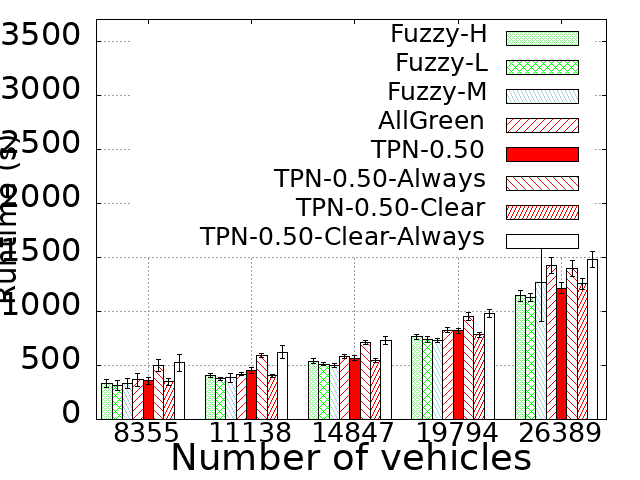 3500
3000
2500
2000
1500
1000
500
0
Runtime (s)
Fuzzy-H
Fuzzy-L
Fuzzy-M
AllGreen
TPN-0.50
TPN-0.50-Always
TPN-0.50-Clear
TPN-0.50-Clear-Always
8355 11138 14847 19794 26389
Number of vehicles